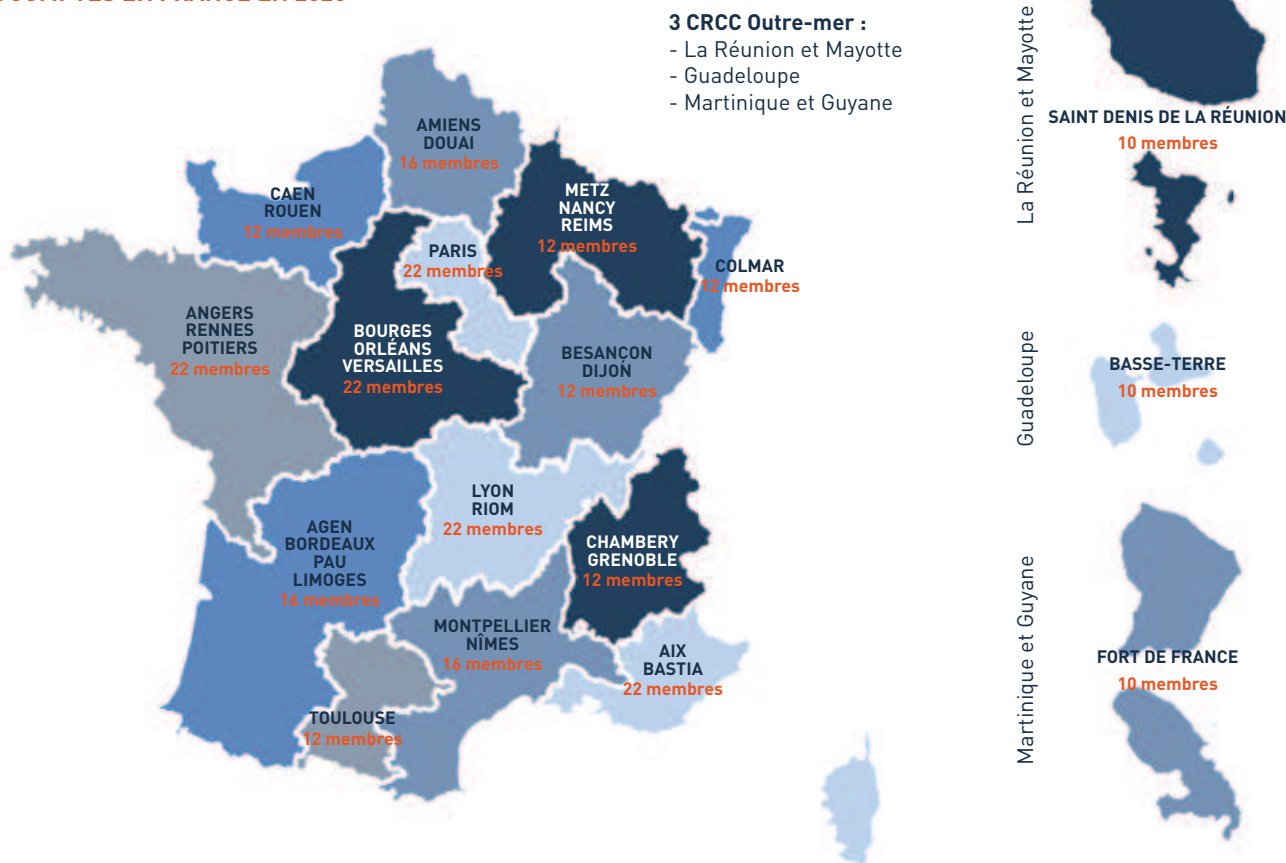 3 CRCC Outre-mer :
- La Réunion et Mayotte
- Guadeloupe
- Martinique et Guyane
AMIENS
DOUAI
16 membres
CAEN
ROUEN
12 membres
METZ
NANCY
REIMS
12 membres
PARIS
22 membres
COLMAR
12 membres
ANGERS
RENNES
POITIERS
22 membres
BOURGES
ORLÉANS
VERSAILLES
22 membres
BESANÇON
DIJON
12 membres
LYON
RIOM
22 membres
AGEN
BORDEAUX
PAU
LIMOGES
16 membres
CHAMBERY
GRENOBLE
12 membres
MONTPELLIER
NÎMES
16 membres
AIX
BASTIA
22 membres
TOULOUSE
12 membres
La Réunion et Mayotte
SAINT DENIS DE LA RÉUNION
10 membres
Guadeloupe
BASSE-TERRE
10 membres
Martinique et Guyane
FORT DE FRANCE
10 membres